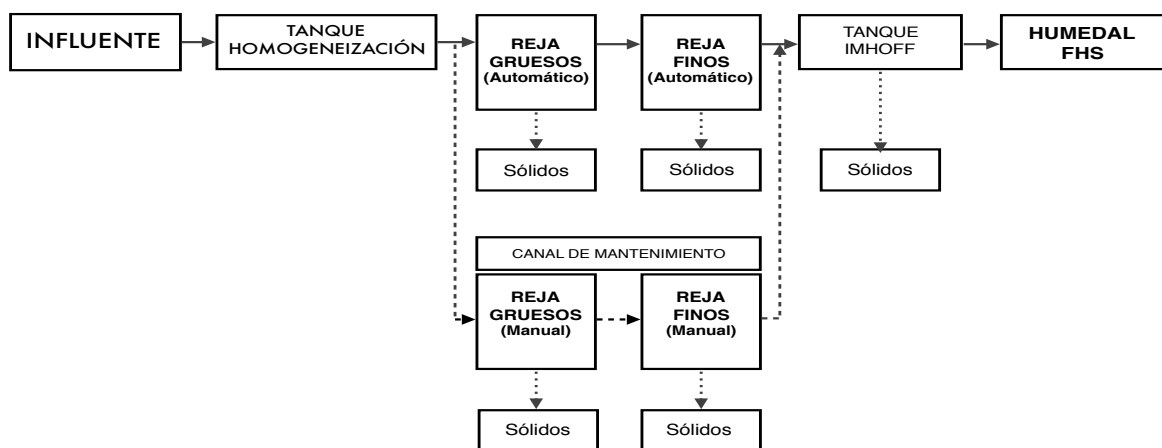 INFLUENTE
TANQUE
HOMOGENEIZACIÓN
REJA
GRUESOS
(Automático)
REJA
FINOS
(Automático)
TANQUE
IMHOFF
HUMEDAL
FHS
Sólidos
Sólidos
Sólidos
CANAL DE MANTENIMIENTO
REJA
GRUESOS
(Manual)
REJA
FINOS
(Manual)
Sólidos
Sólidos